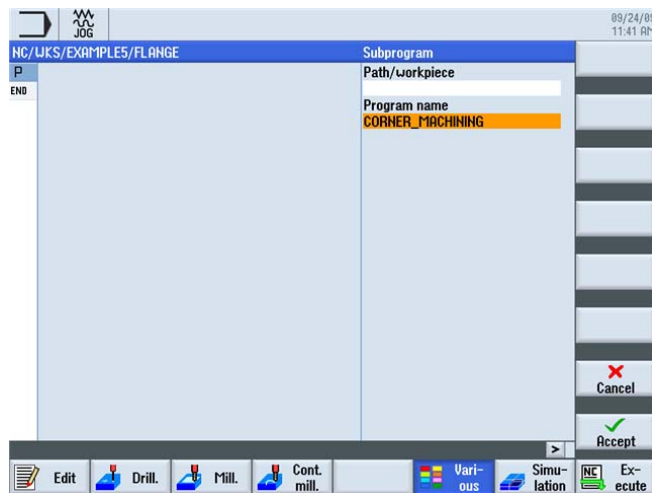 JOG
09/24/0
11:41 AM
NC/WKS/EXAMPLE5/FLANGE
Subprogram
P
END
Path/workpiece
Program name
CORNER_MACHINING
Cancel
Accept
>
Edit
Drill.
Mill.
Cont.
mill.
Vari-
ous
Simu-
lation
NC
Ex-
ecute